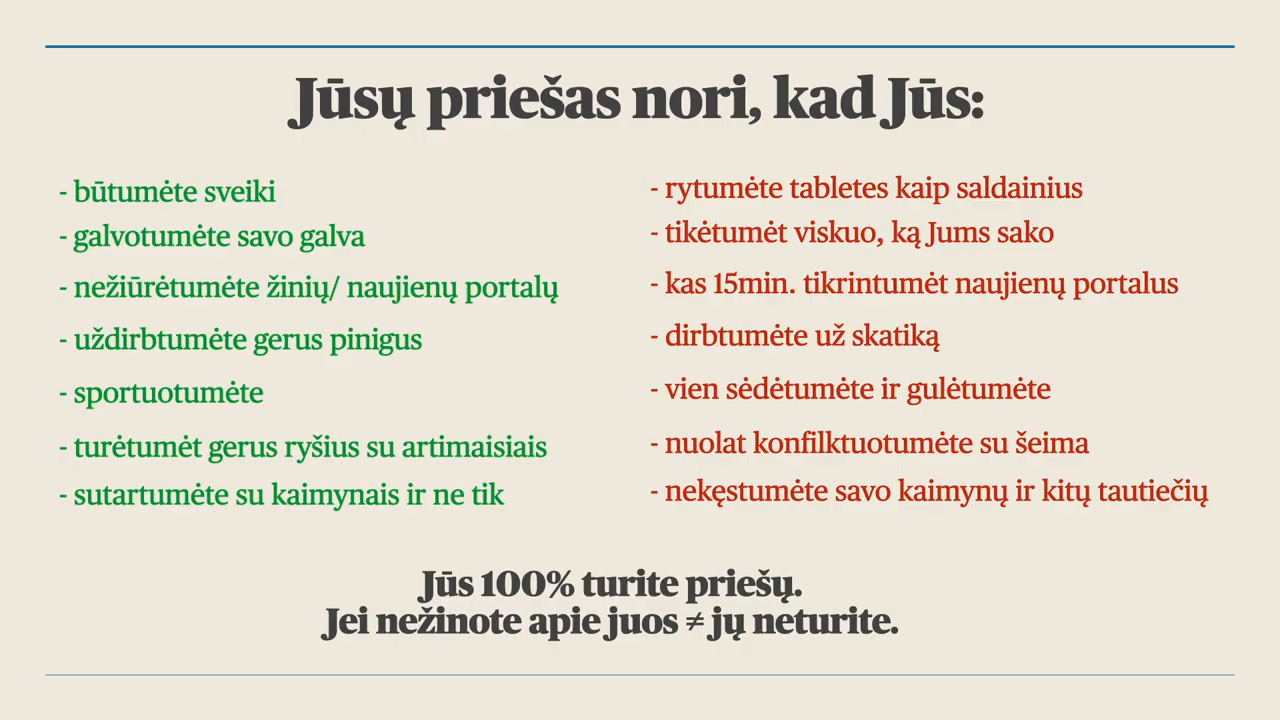 Jūsų priešas nori, kad Jūs:
- būtumėte sveiki
- galvotumėte savo galva
- nežiūrėtumėte žinių/ naujienų portalų
- uždirbtumėte gerus pinigus
- sportuotumėte
- turėtumėt gerus ryšius su artimaisiais
- sutartumėte su kaimynais ir ne tik
- rytumėte tabletes kaip saldainius
- tikėtumėt viskuo, ką Jums sako
- kas 15min. tikrintumėt naujienų portalus
- dirbtumėte už skatiką
- vien sėdėtumėte ir gulėtumėte
- nuolat konfilktuotumėte su šeima
- nekęstumėte savo kaimynų ir kitų tautiečių
Jūs 100% turite priešų.
Jei nežinote apie juos ≠ jų neturite.